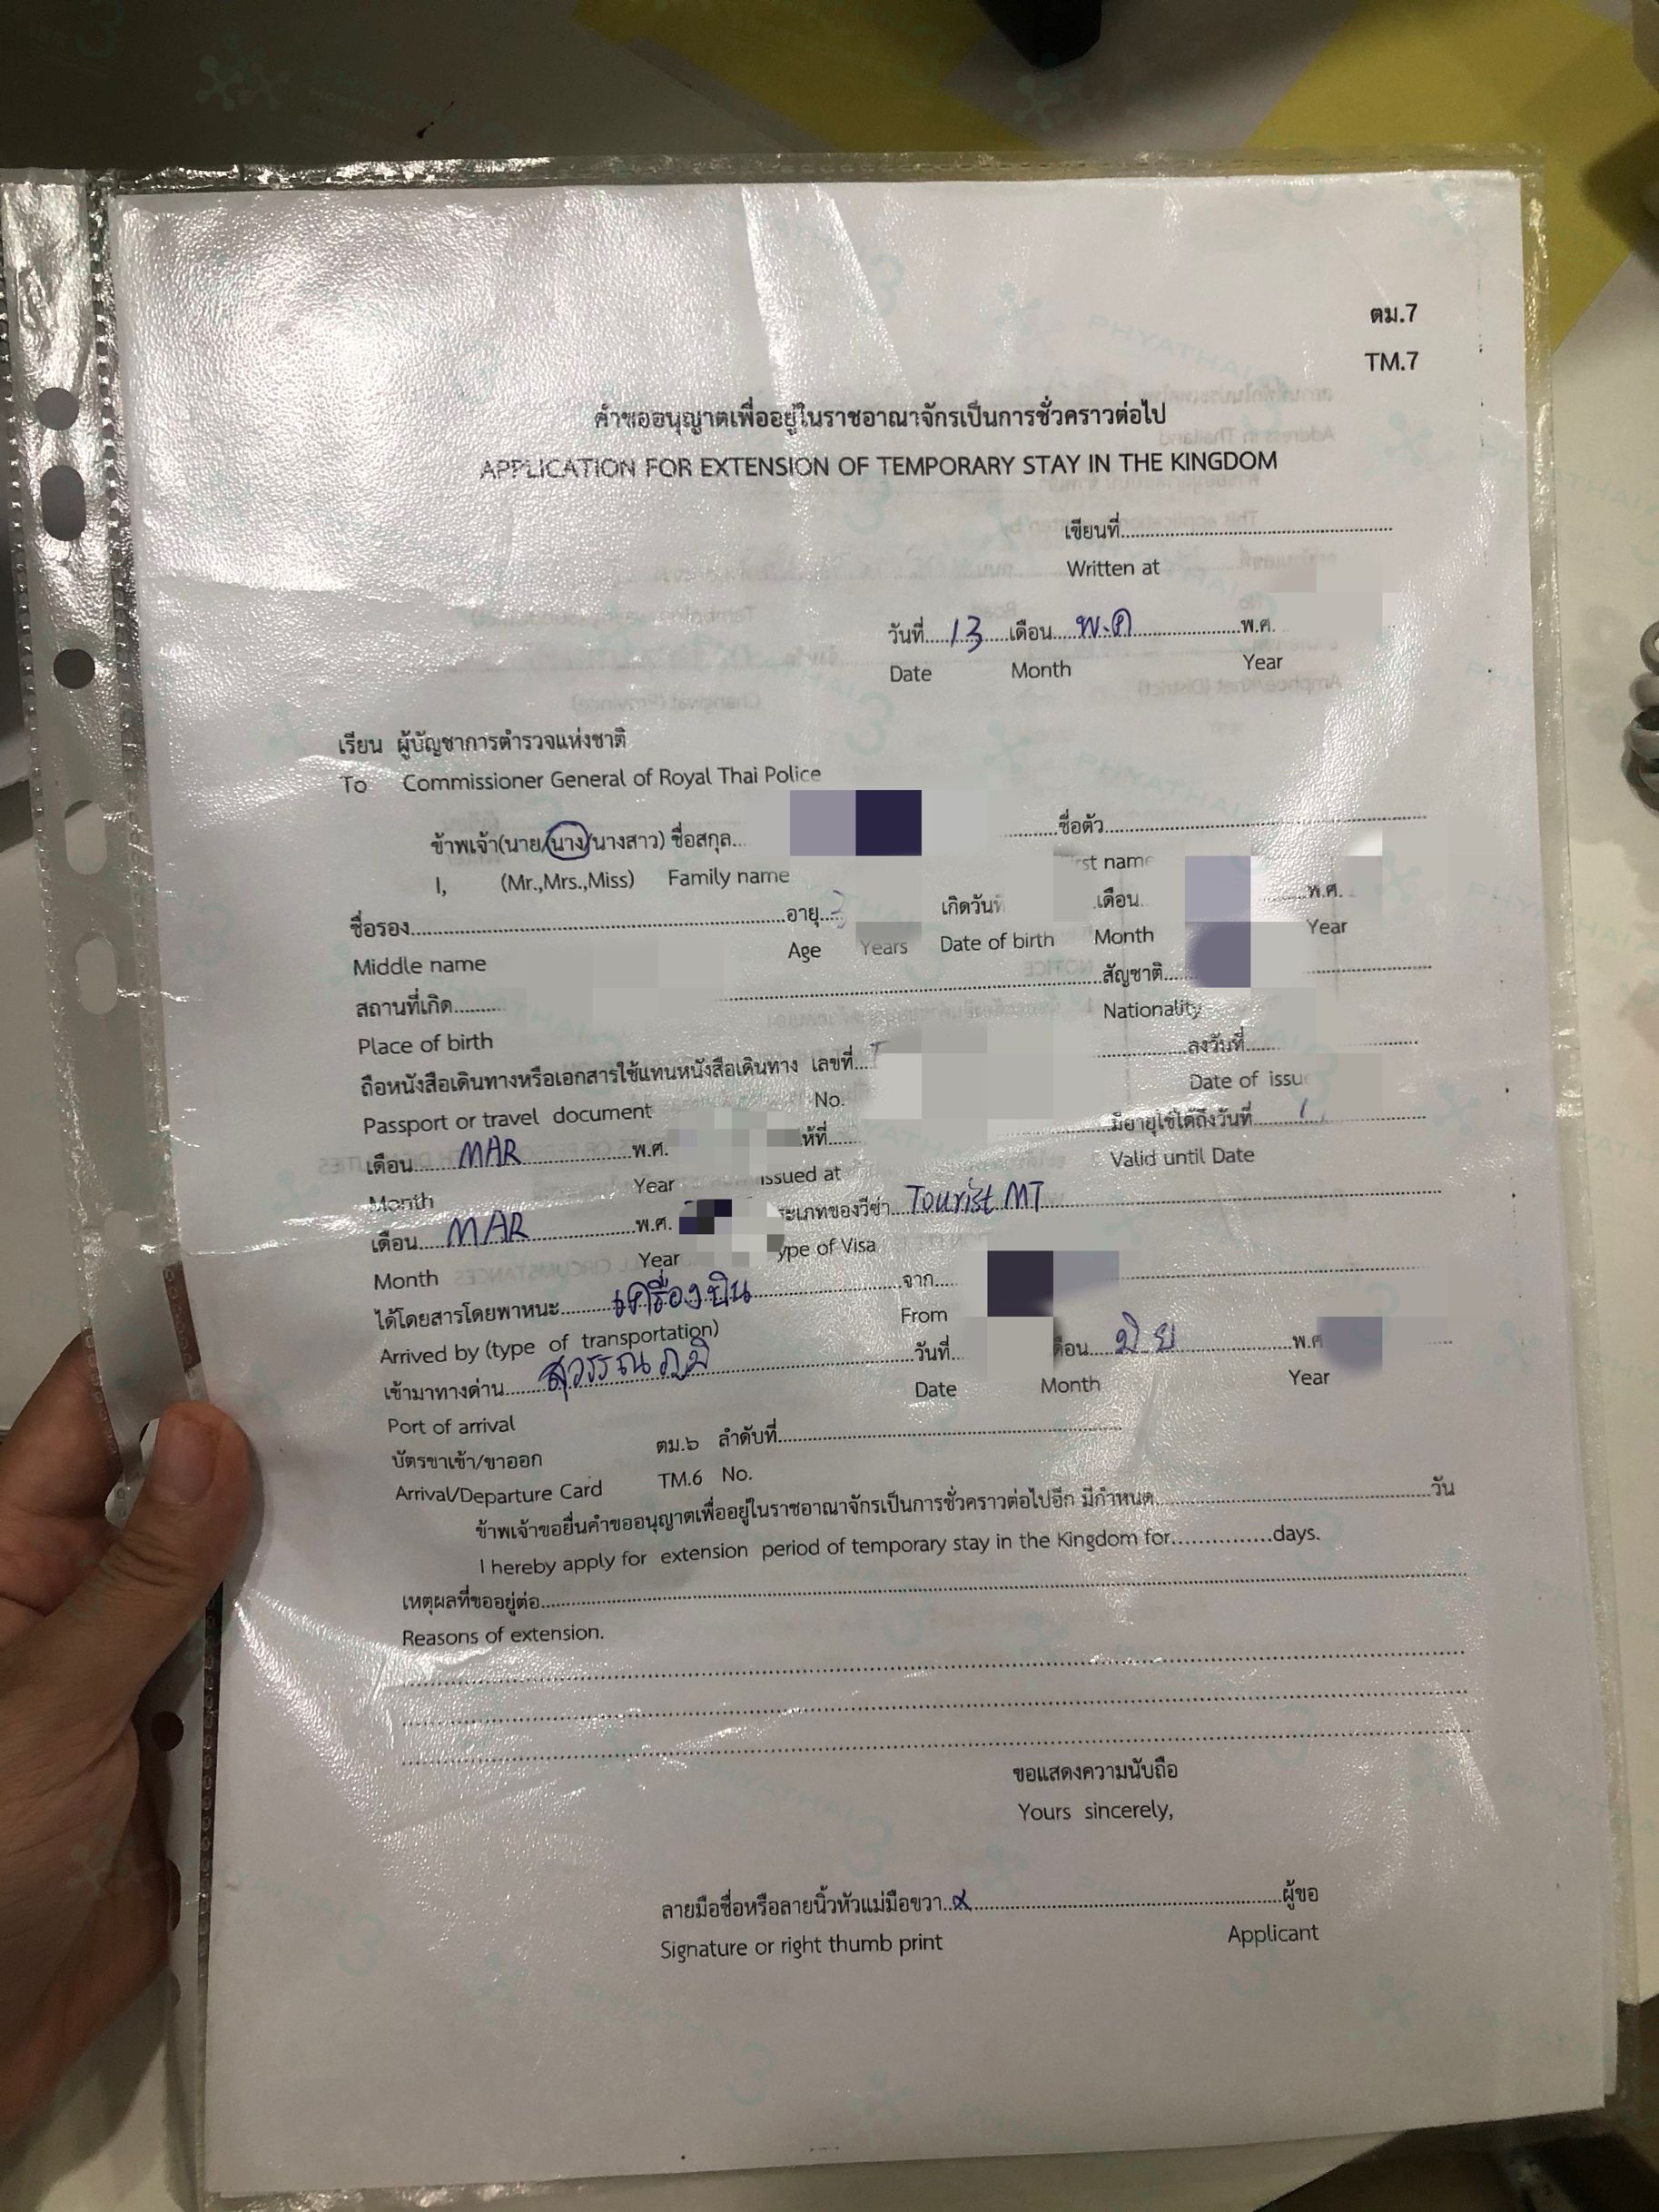 ตม.7
TM.7
คำขออนุญาตเพื่ออยู่ในราชอาณาจักรเป็นการชั่วคราวต่อไป
APPLICATION FOR EXTENSION OF TEMPORARY STAY IN THE KINGDOM
เขียนที่
Written at
วันที่ 13 เดือน พ.ค พ.ศ.
Date Month Year
เรียน ผู้บัญชาการตำรวจแห่งชาติ
To Commissioner General of Royal Thai Police
ข้าพเจ้า(นาย/นาง/นางสาว) ชื่อสกุล ชื่อตัว
I, (Mr.,Mrs.,Miss) Family name name
ชื่อรอง อายุ เกิดวันที่ เดือน พ.ศ.
Middle name Age Years Date of birth Month Year
สถานที่เกิด สัญชาติ
Place of birth Nationality
ถือหนังสือเดินทางหรือเอกสารใช้แทนหนังสือเดินทาง เลขที่ ลงวันที่
Passport or travel document No. Date of issu
เดือน MAR พ.ศ. ให้ที่ มีอายุใช้ได้ถึงวันที่
Month Year issued at Valid until Date
เดือน MAR พ.ศ. ประเภทของวีซ่า Tourist MT
Month Year ype of Visa
ได้โดยสารโดยพาหนะ เครื่องบิน จาก
Arrived by (type of transportation) From
เข้ามาทางด่าน สุวรรณภูมิ วันที่ เดือน มิย พ.ศ
Port of arrival Date Month Year
บัตรขาเข้า/ขาออก ตม.๖ ลำดับที่
Arrival/Departure Card TM.6 No.
ข้าพเจ้าขอยื่นคำขออนุญาตเพื่ออยู่ในราชอาณาจักรเป็นการชั่วคราวต่อไปอีก มีกำหนด วัน
I hereby apply for extension period of temporary stay in the Kingdom for days.
เหตุผลที่ขออยู่ต่อ
Reasons of extension.
ขอแสดงความนับถือ
Yours sincerely,
ลายมือชื่อหรือลายนิ้วหัวแม่มือขวา x ผู้ขอ
Signature or right thumb print Applicant